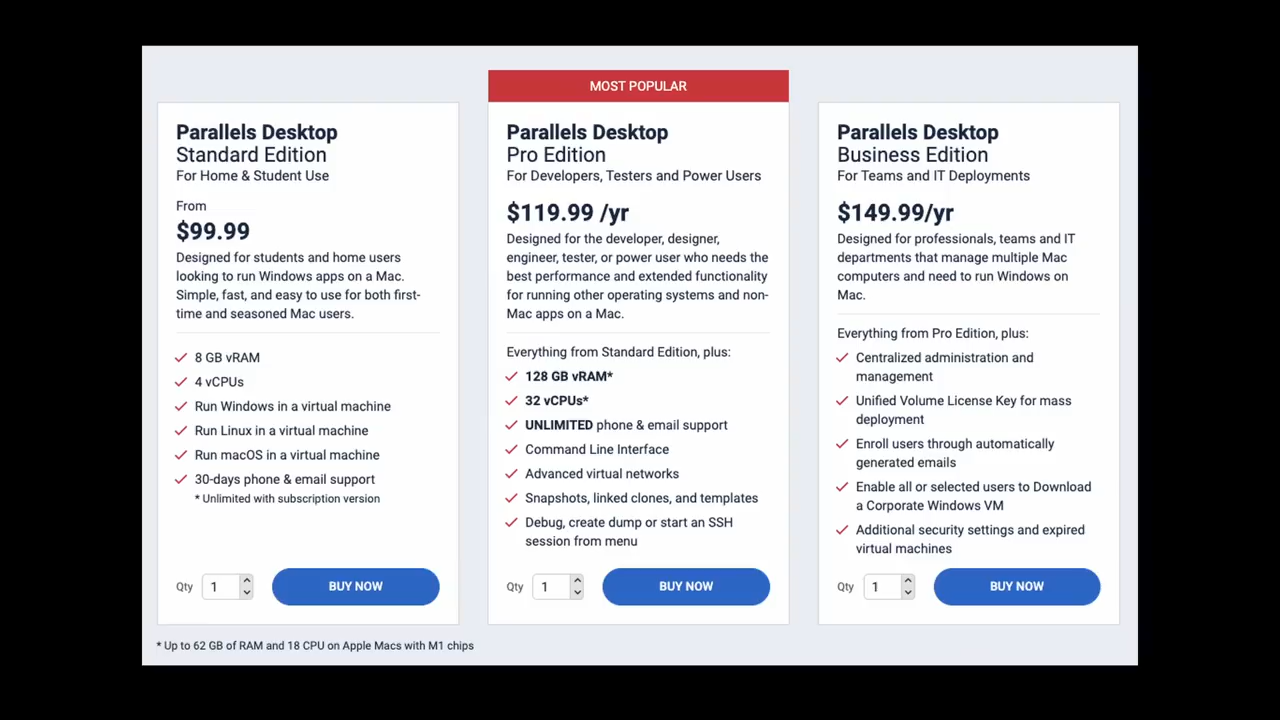 MOST POPULAR
Parallels Desktop
Standard Edition
For Home & Student Use
From
$99.99
Designed for students and home users
looking to run Windows apps on a Mac.
Simple, fast, and easy to use for both first-
time and seasoned Mac users.
8 GB vRAM
4 vCPUs
Run Windows in a virtual machine
Run Linux in a virtual machine
Run macOS in a virtual machine
30-days phone & email support
* Unlimited with subscription version
Qty 1 BUY NOW
Parallels Desktop
Pro Edition
For Developers, Testers and Power Users
$119.99 /yr
Designed for the developer, designer,
engineer, tester, or power user who needs the
best performance and extended functionality
for running other operating systems and non-
Mac apps on a Mac.
Everything from Standard Edition, plus:
128 GB vRAM*
32 vCPUs*
UNLIMITED phone & email support
Command Line Interface
Advanced virtual networks
Snapshots, linked clones, and templates
Debug, create dump or start an SSH
session from menu
Qty 1 BUY NOW
Parallels Desktop
Business Edition
For Teams and IT Deployments
$149.99/yr
Designed for professionals, teams and IT
departments that manage multiple Mac
computers and need to run Windows on
Mac.
Everything from Pro Edition, plus:
Centralized administration and
management
Unified Volume License Key for mass
deployment
Enroll users through automatically
generated emails
Enable all or selected users to Download
a Corporate Windows VM
Additional security settings and expired
virtual machines
Qty 1 BUY NOW
* Up to 62 GB of RAM and 18 CPU on Apple Macs with M1 chips